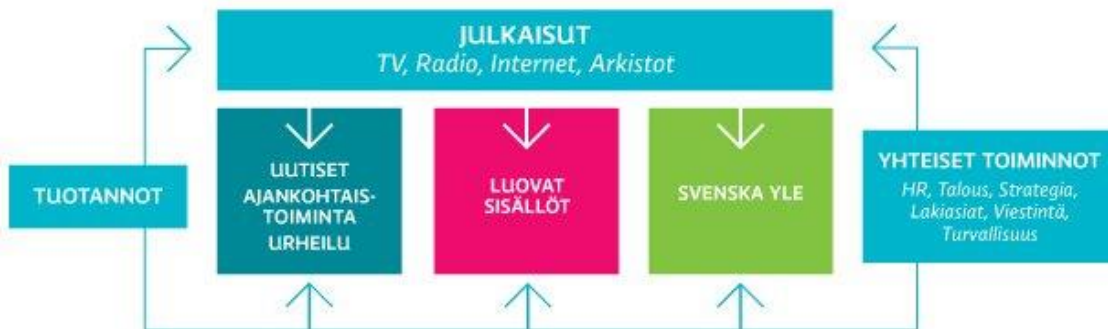 JULKAISUT
TV, Radio, Internet, Arkistot
TUOTANNOT
UUTISET
AJANKOHTAIS-
TOIMINTA
URHEILU
LUOVAT
SISÄLLÖT
SVENSKA YLE
YHTEISET TOIMINNOT
HR, Talous, Strategia,
Lakiasiat, Viestintä,
Turvallisuus